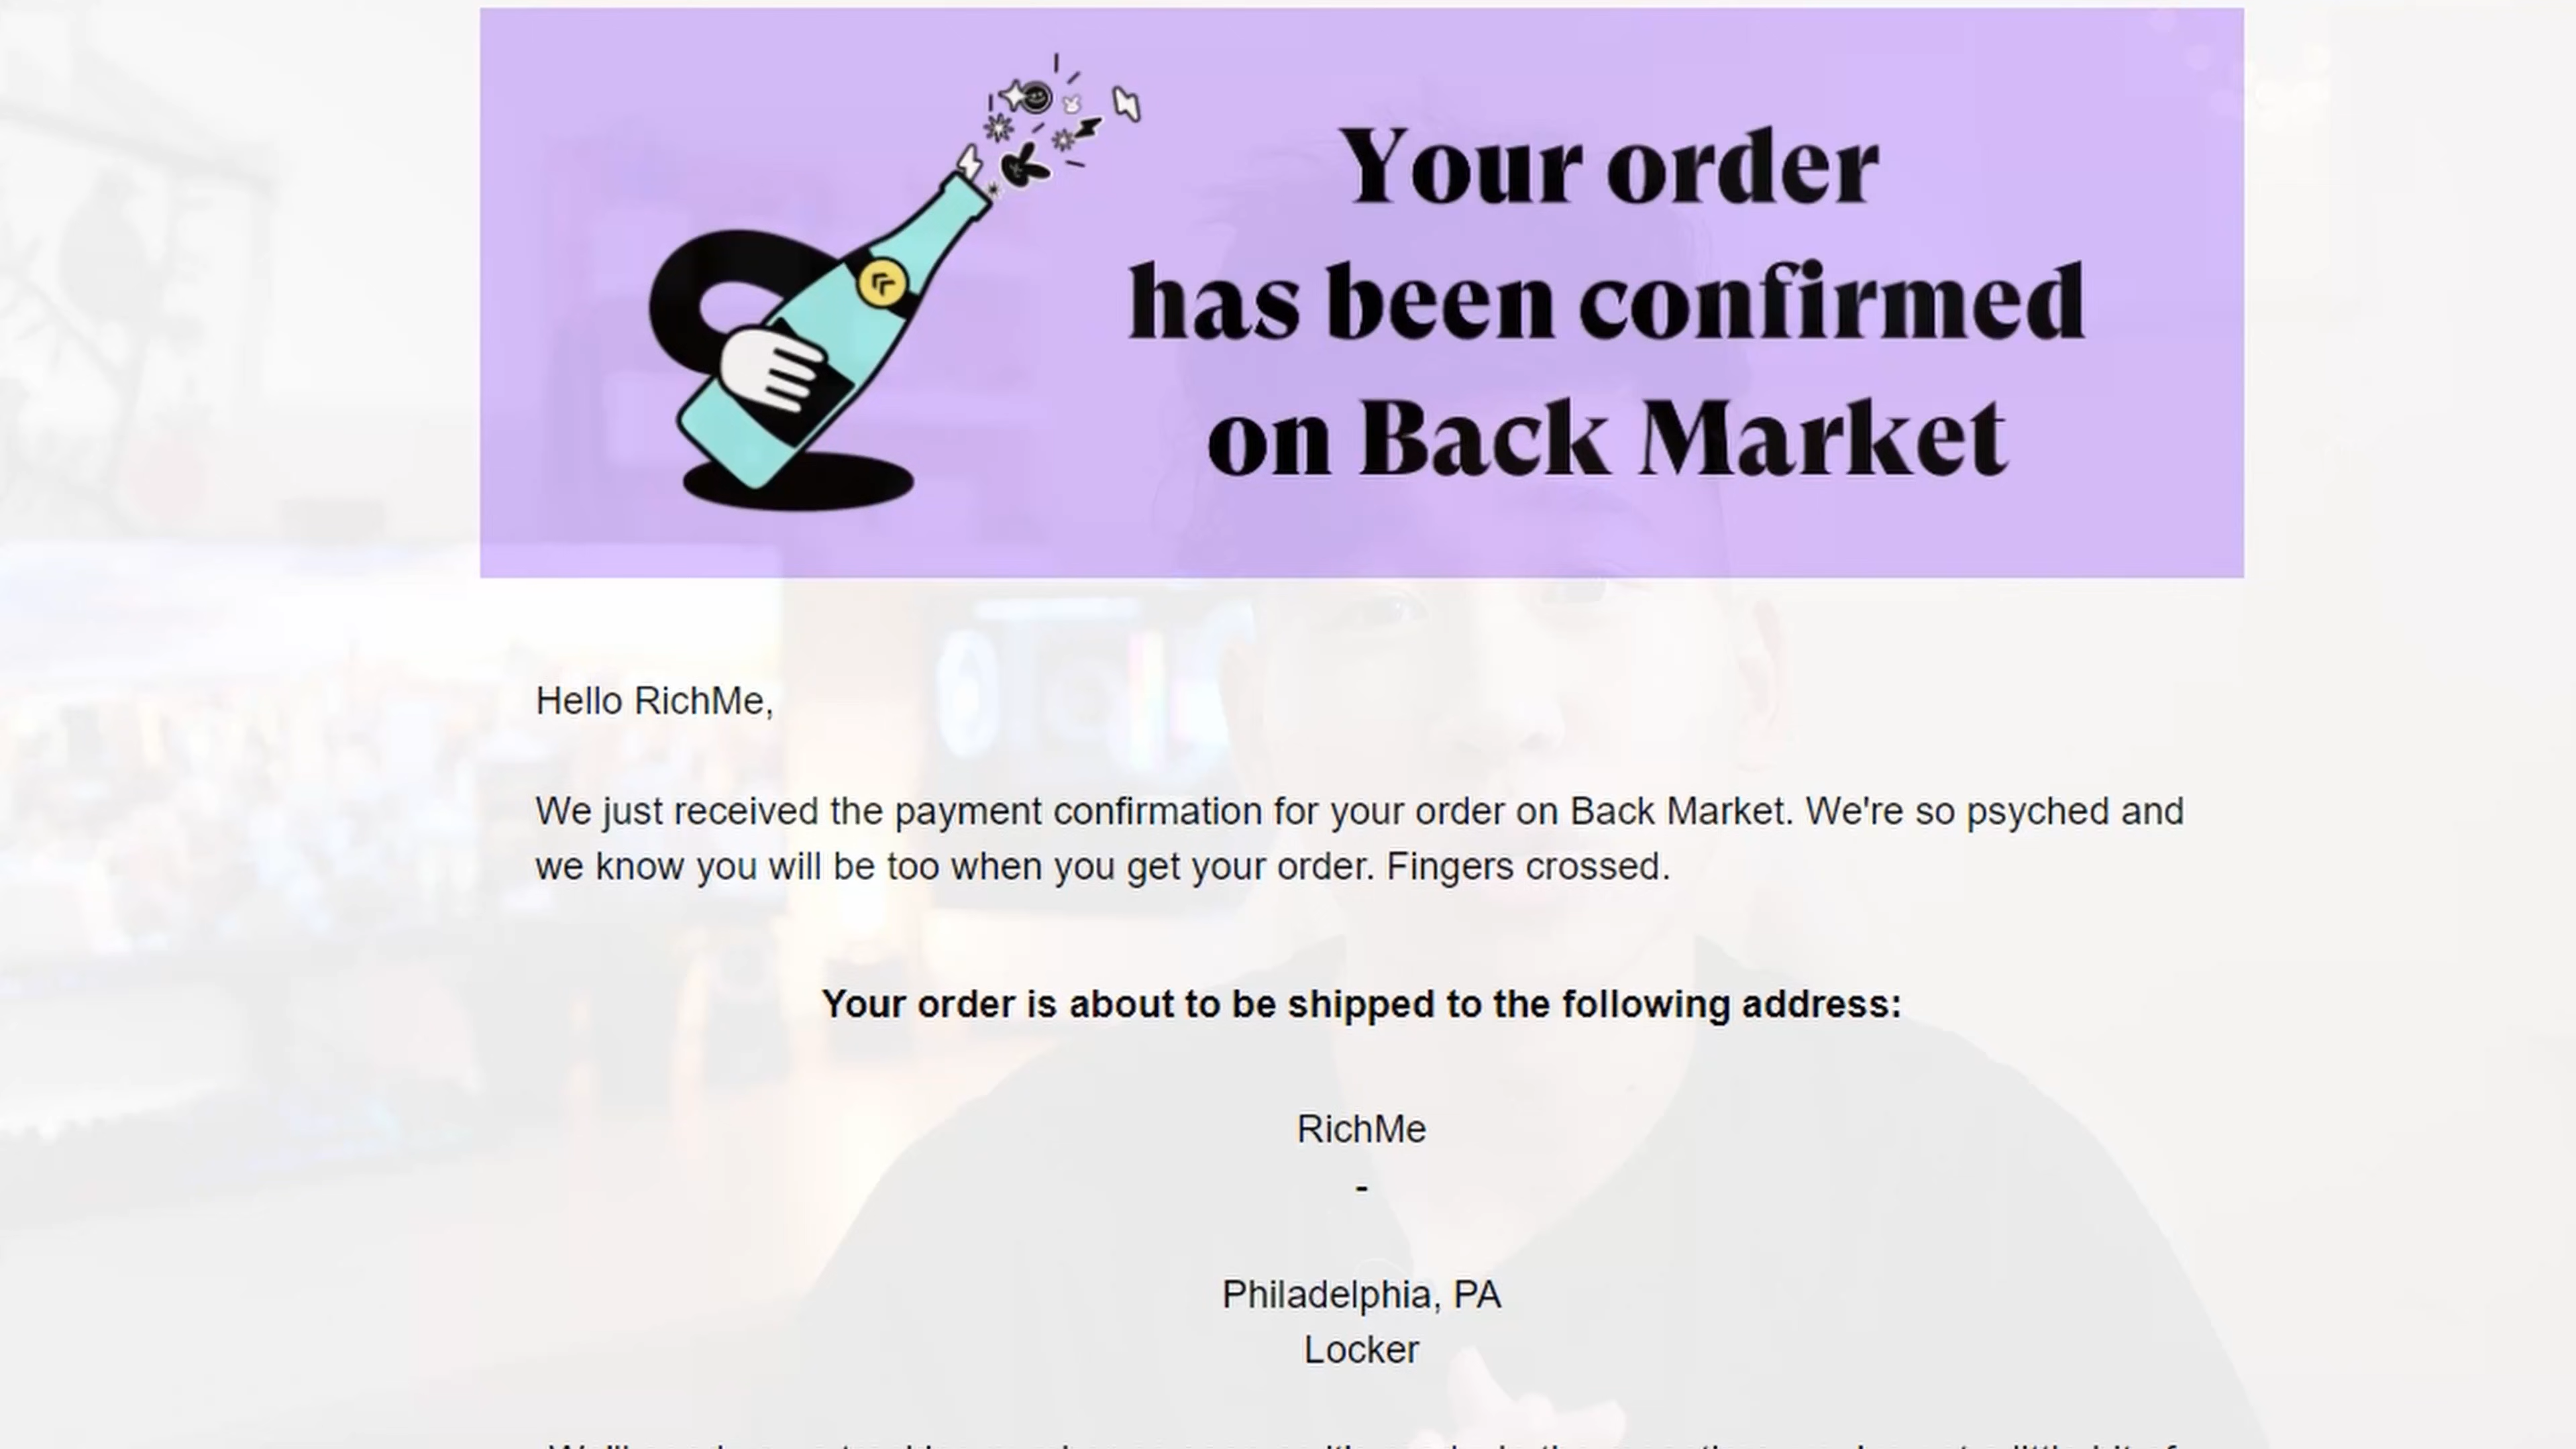 Your order
has been confirmed
on Back Market
Hello RichMe,
We just received the payment confirmation for your order on Back Market. We're so psyched and
we know you will be too when you get your order. Fingers crossed.
Your order is about to be shipped to the following address:
RichMe
-
Philadelphia, PA
Locker